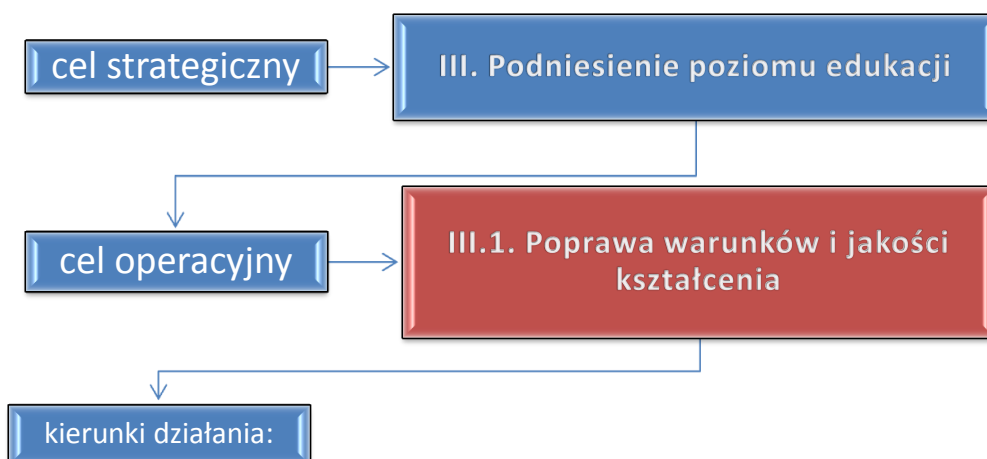 cel strategiczny
III. Podniesienie poziomu edukacji
cel operacyjny
III.1. Poprawa warunków i jakości
kształcenia
kierunki działania: